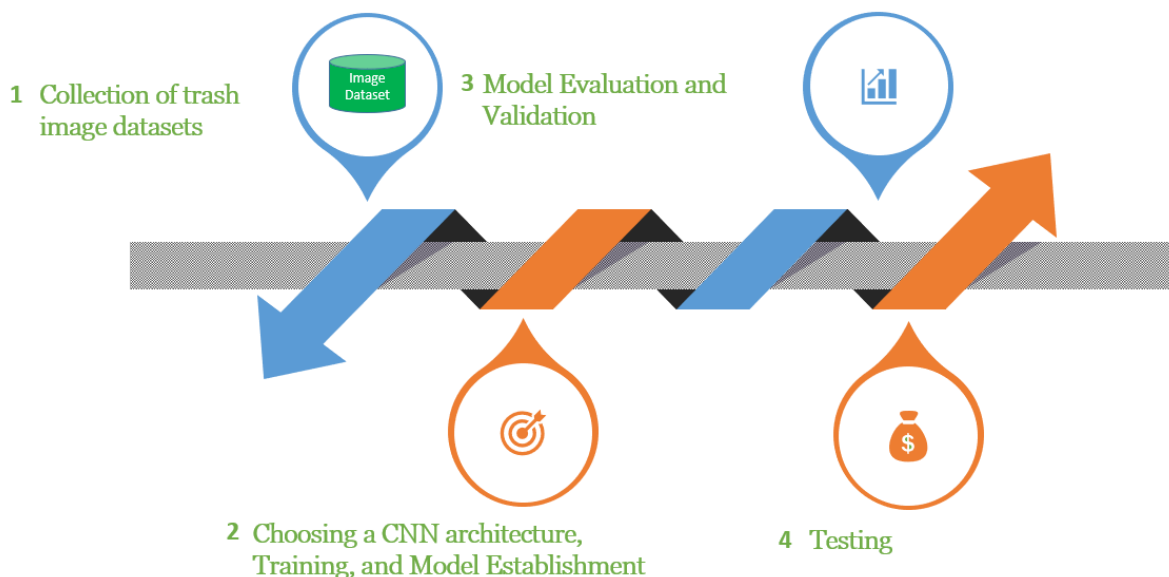 1 Collection of trash
image datasets
Image
Dataset
3 Model Evaluation and
Validation
2 Choosing a CNN architecture,
Training, and Model Establishment
$
4 Testing